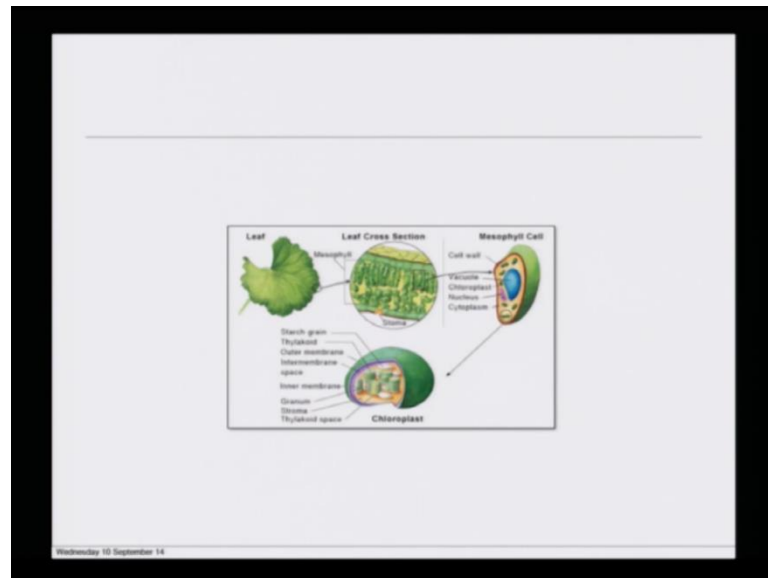 Leaf
Leaf Cross Section
Mesophyll Cell
Mesophyll
Stoma
Cell wall
Vacuole
Chloroplast
Nucleus
Cytoplasm
Starch grain
Thylakoid
Outer membrane
Intermembrane
space
Inner membrane
Granum
Stroma
Thylakoid space
Chloroplast
Wednesday 10 September 14